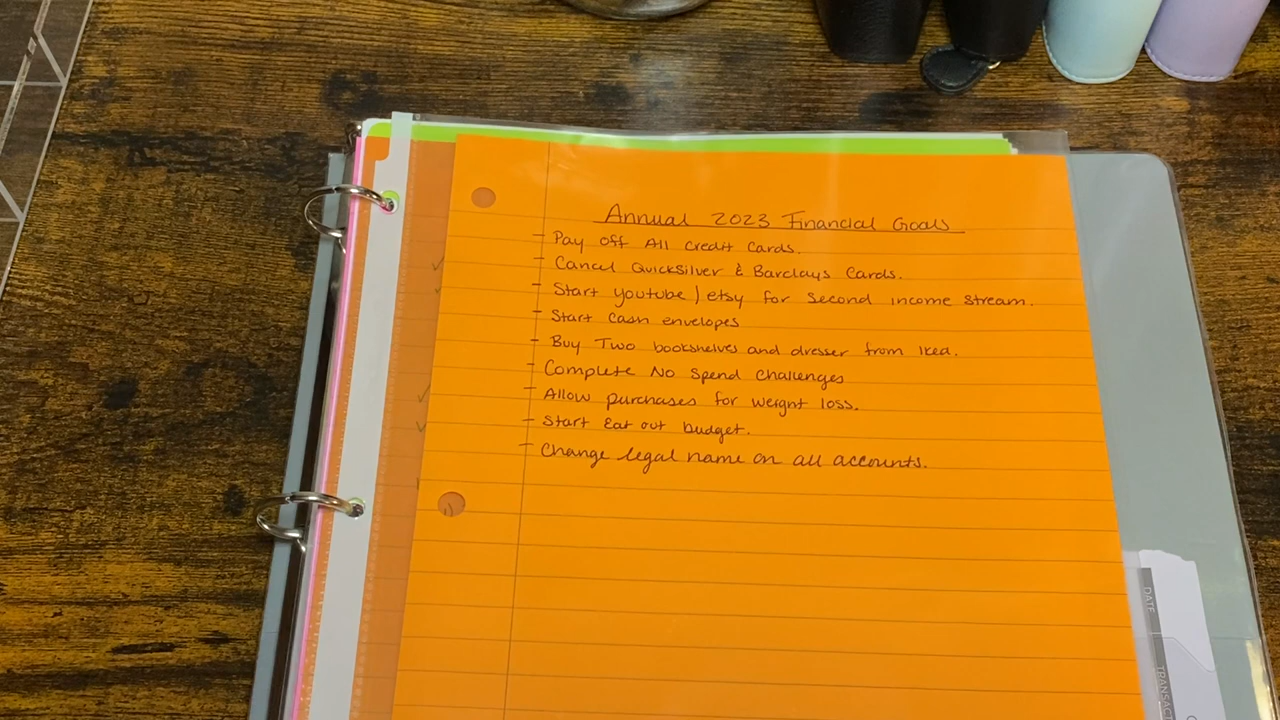 Annual 2023 Financial Goals
- Pay off All Credit Cards.
- Cancel Quicksilver & Barclays Cards.
- Start youtube/etsy for second income stream.
- Start Cash envelopes
- Buy Two bookshelves and dresser from Ikea.
- Complete No Spend Challenges
- Allow purchases for weight loss.
- Start Eat out budget.
- Change legal name on all accounts.
DATE
TRANSACT